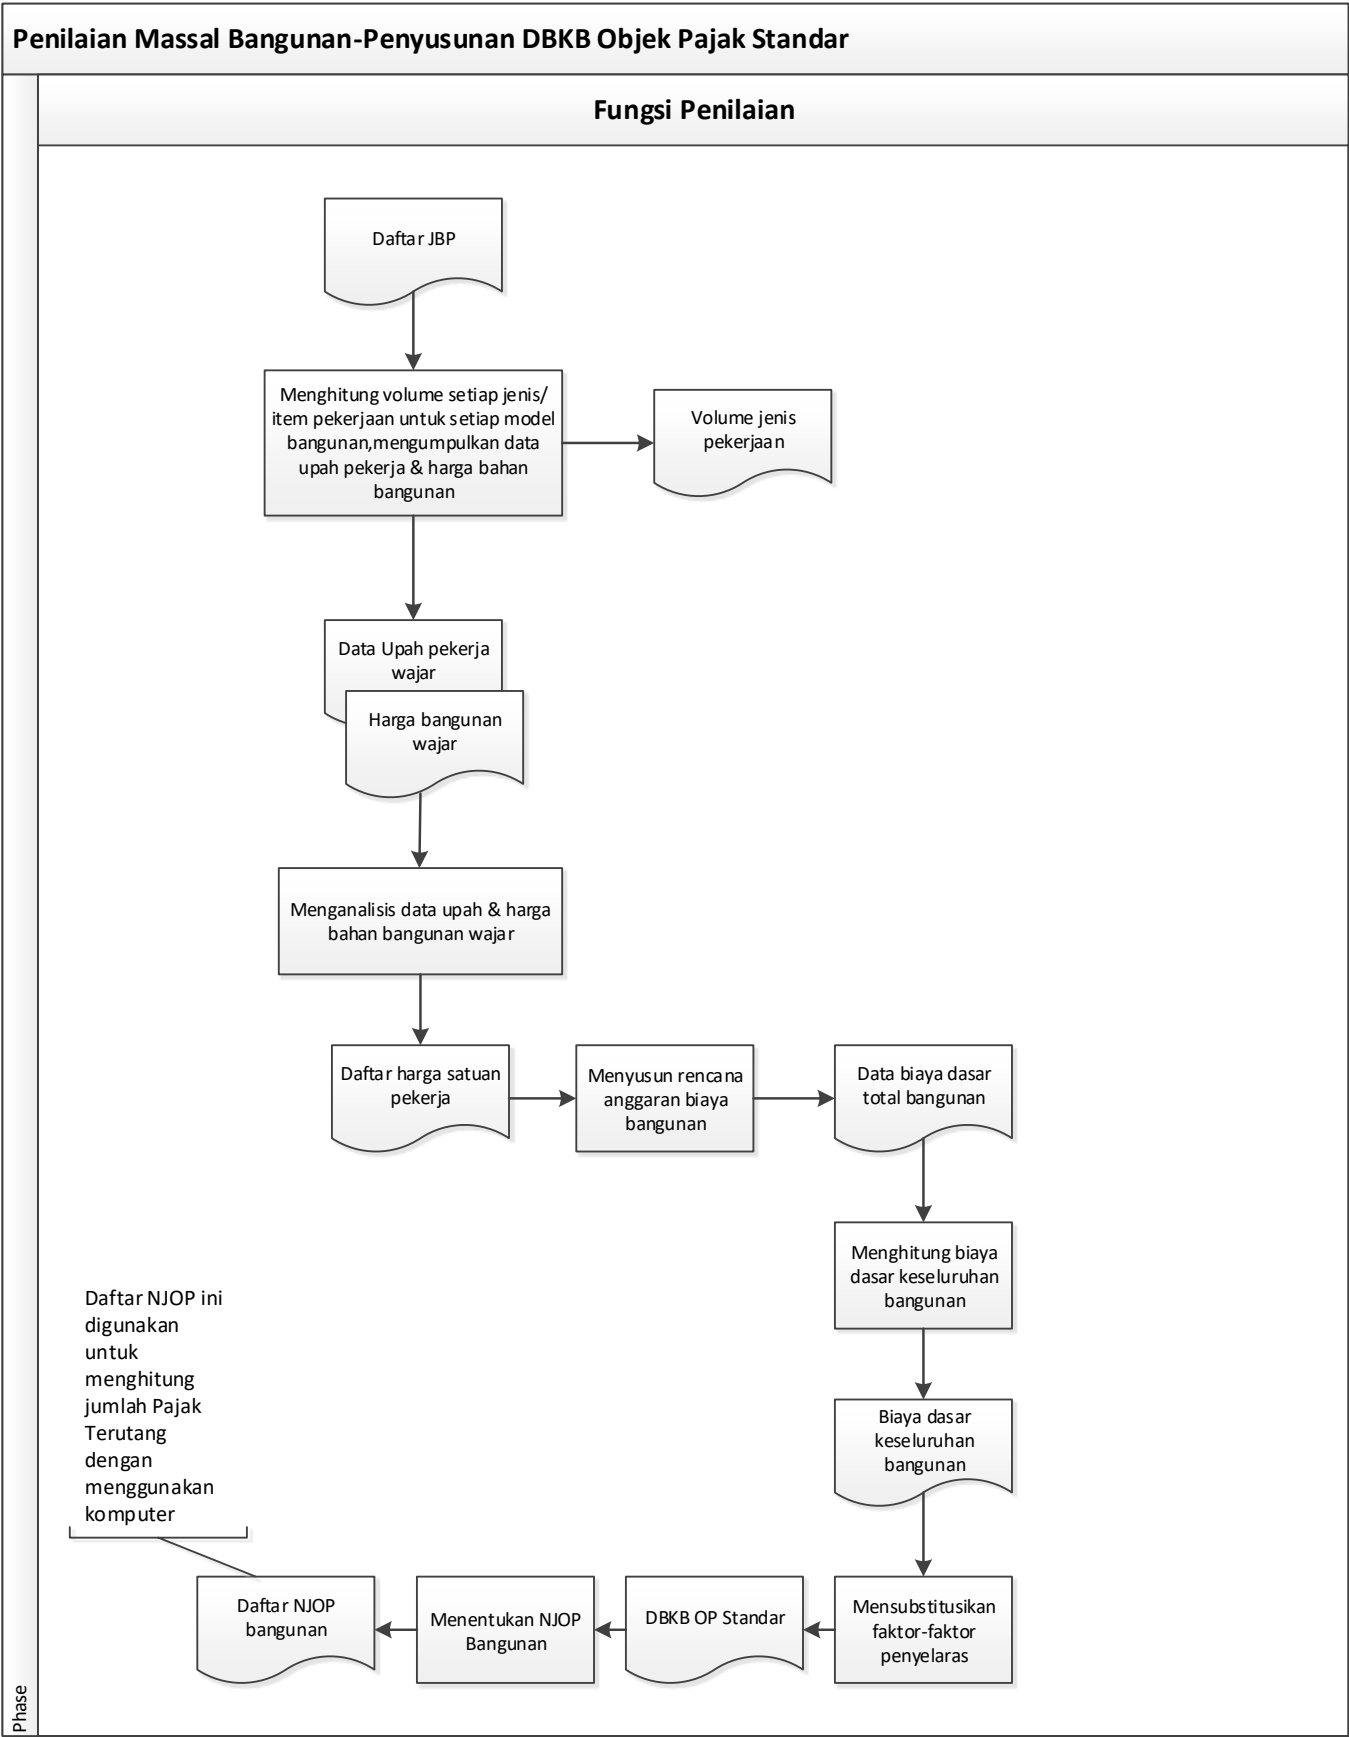 Penilaian Massal Bangunan-Penyusunan DBKB Objek Pajak Standar
Fungsi Penilaian
Daftar JBP
Menghitung volume setiap jenis/
item pekerjaan untuk setiap model
bangunan,mengumpulkan data
upah pekerja & harga bahan
bangunan
Volume jenis
pekerjaan
Data Upah pekerja
wajar
Harga bangunan
wajar
Menganalisis data upah & harga
bahan bangunan wajar
Daftar harga satuan
pekerja
Menyusun rencana
anggaran biaya
bangunan
Data biaya dasar
total bangunan
Menghitung biaya
dasar keseluruhan
bangunan
Biaya dasar
keseluruhan
bangunan
Mensubstitusikan
faktor-faktor
penyelaras
DBKB OP Standar
Menentukan NJOP
Bangunan
Daftar NJOP
bangunan
Daftar NJOP ini
digunakan
untuk
menghitung
jumlah Pajak
Terutang
dengan
menggunakan
komputer
Phase